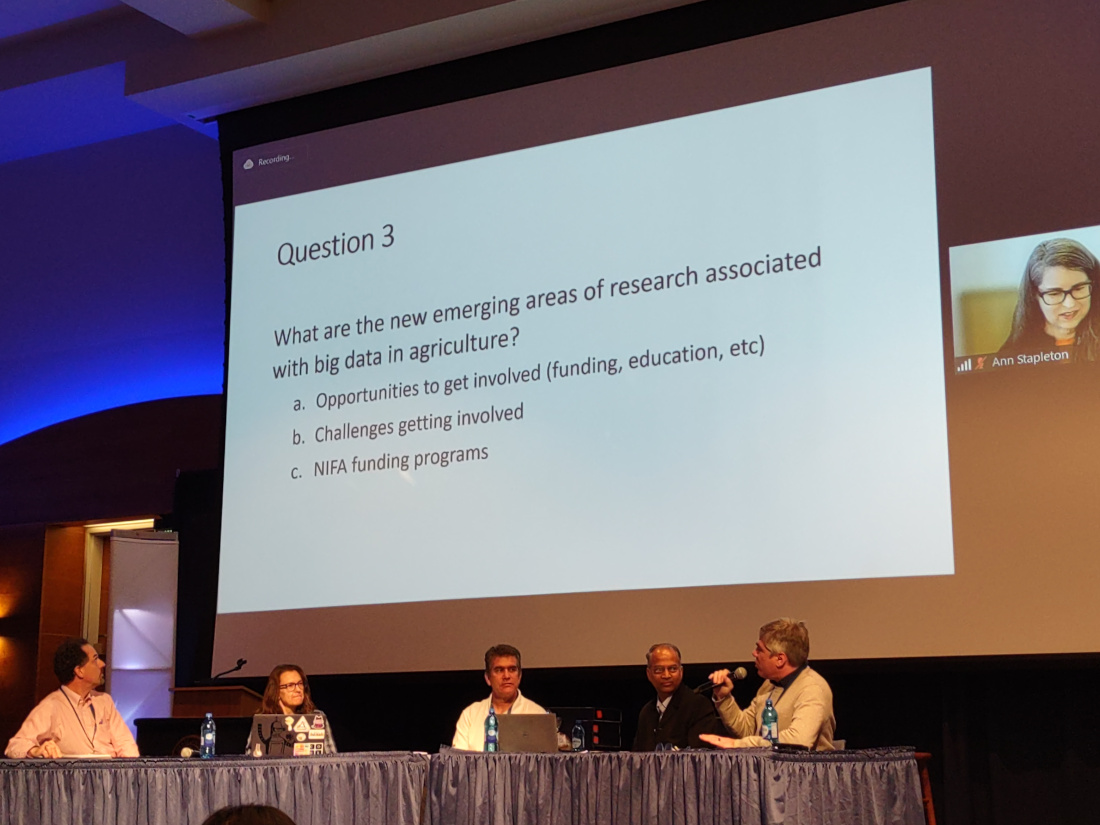 Recording...
Question 3
What are the new emerging areas of research associated
with big data in agriculture?
a. Opportunities to get involved (funding, education, etc)
b. Challenges getting involved
c. NIFA funding programs
Ann Stapleton